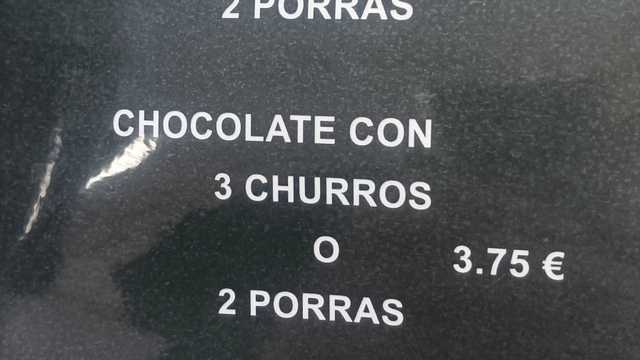 2 PORRAS
CHOCOLATE CON
3 CHURROS
O 3.75 €
2 PORRAS